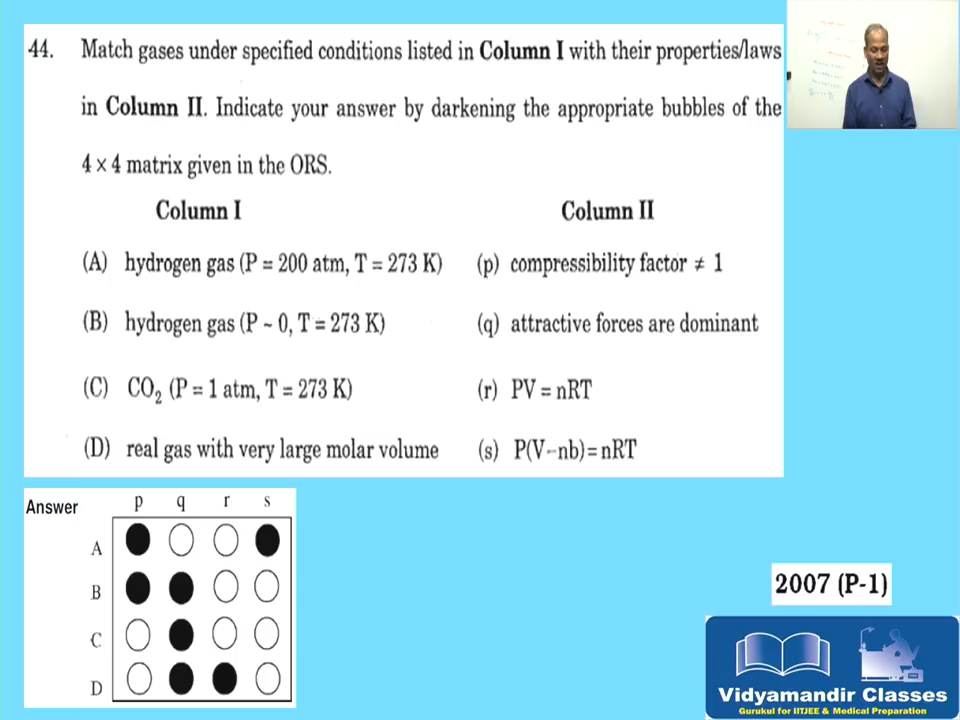 44. Match gases under specified conditions listed in Column I with their properties/laws
in Column II. Indicate your answer by darkening the appropriate bubbles of the
4 × 4 matrix given in the ORS.
Column I Column II
(A) hydrogen gas (P = 200 atm, T = 273 K) (p) compressibility factor ≠ 1
(B) hydrogen gas (P ~ 0, T = 273 K) (q) attractive forces are dominant
(C) CO₂ (P = 1 atm, T = 273 K) (r) PV = nRT
(D) real gas with very large molar volume (s) P(V–nb)=nRT
Answer p q r s
A
B
C
D
2007 (P-1)
Vidyamandir Classes
Gurukul for IITJEE & Medical Preparation